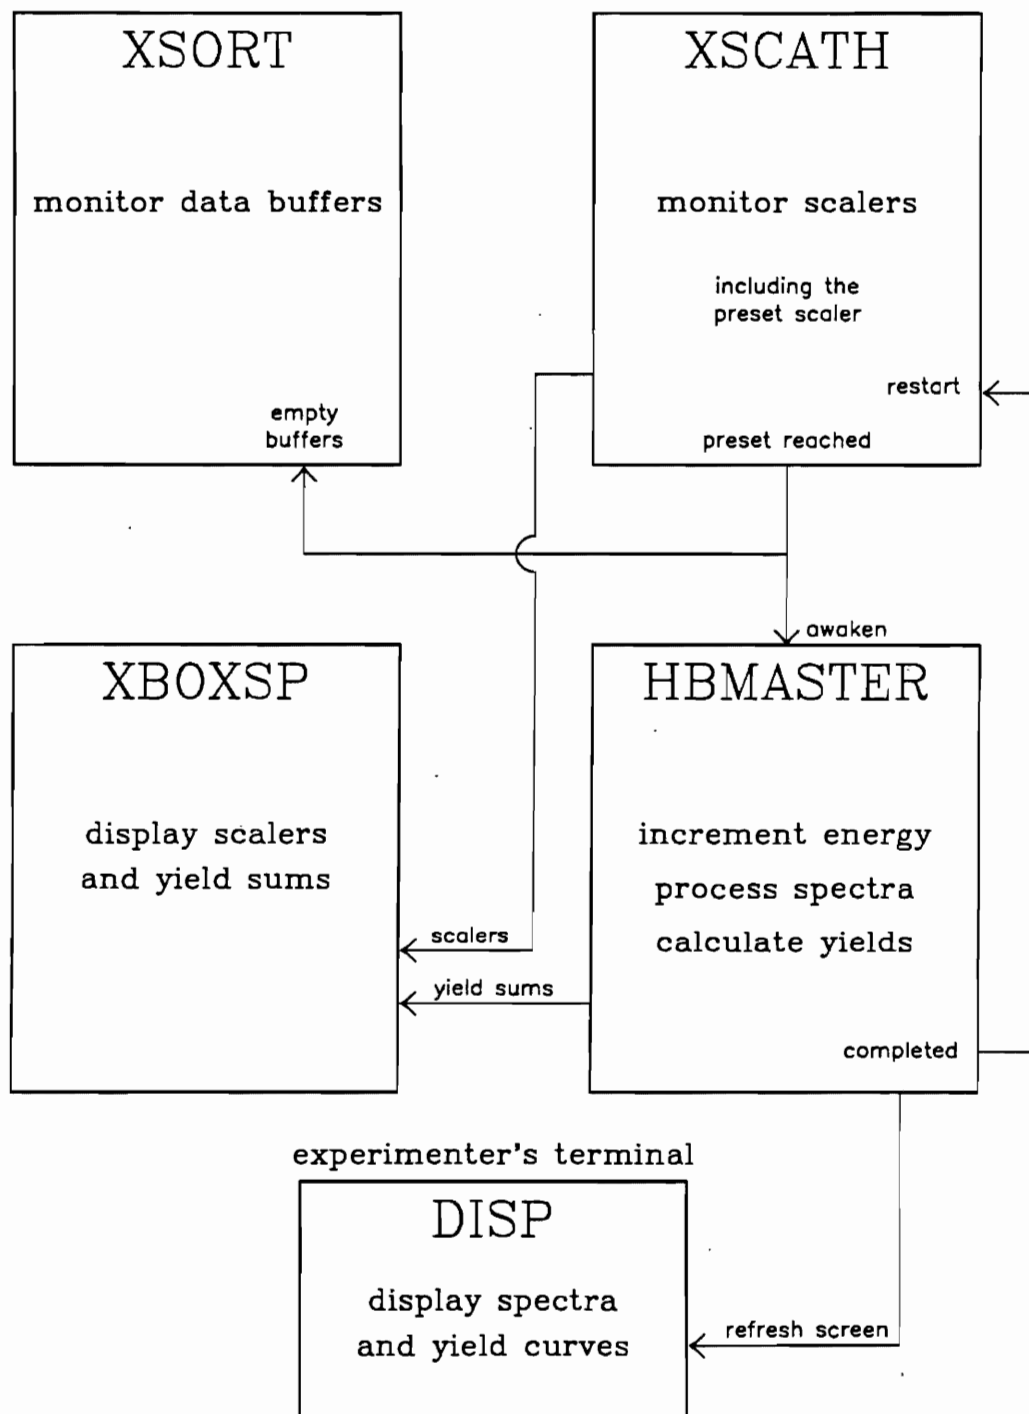 XSORT
monitor data buffers
empty
buffers
XSCATH
monitor scalers
including the
preset scaler
restart
preset reached
awaken
XBOXSP
display scalers
and yield sums
scalers
yield sums
HBMASTER
increment energy
process spectra
calculate yields
completed
experimenter's terminal
DISP
display spectra
and yield curves
refresh screen